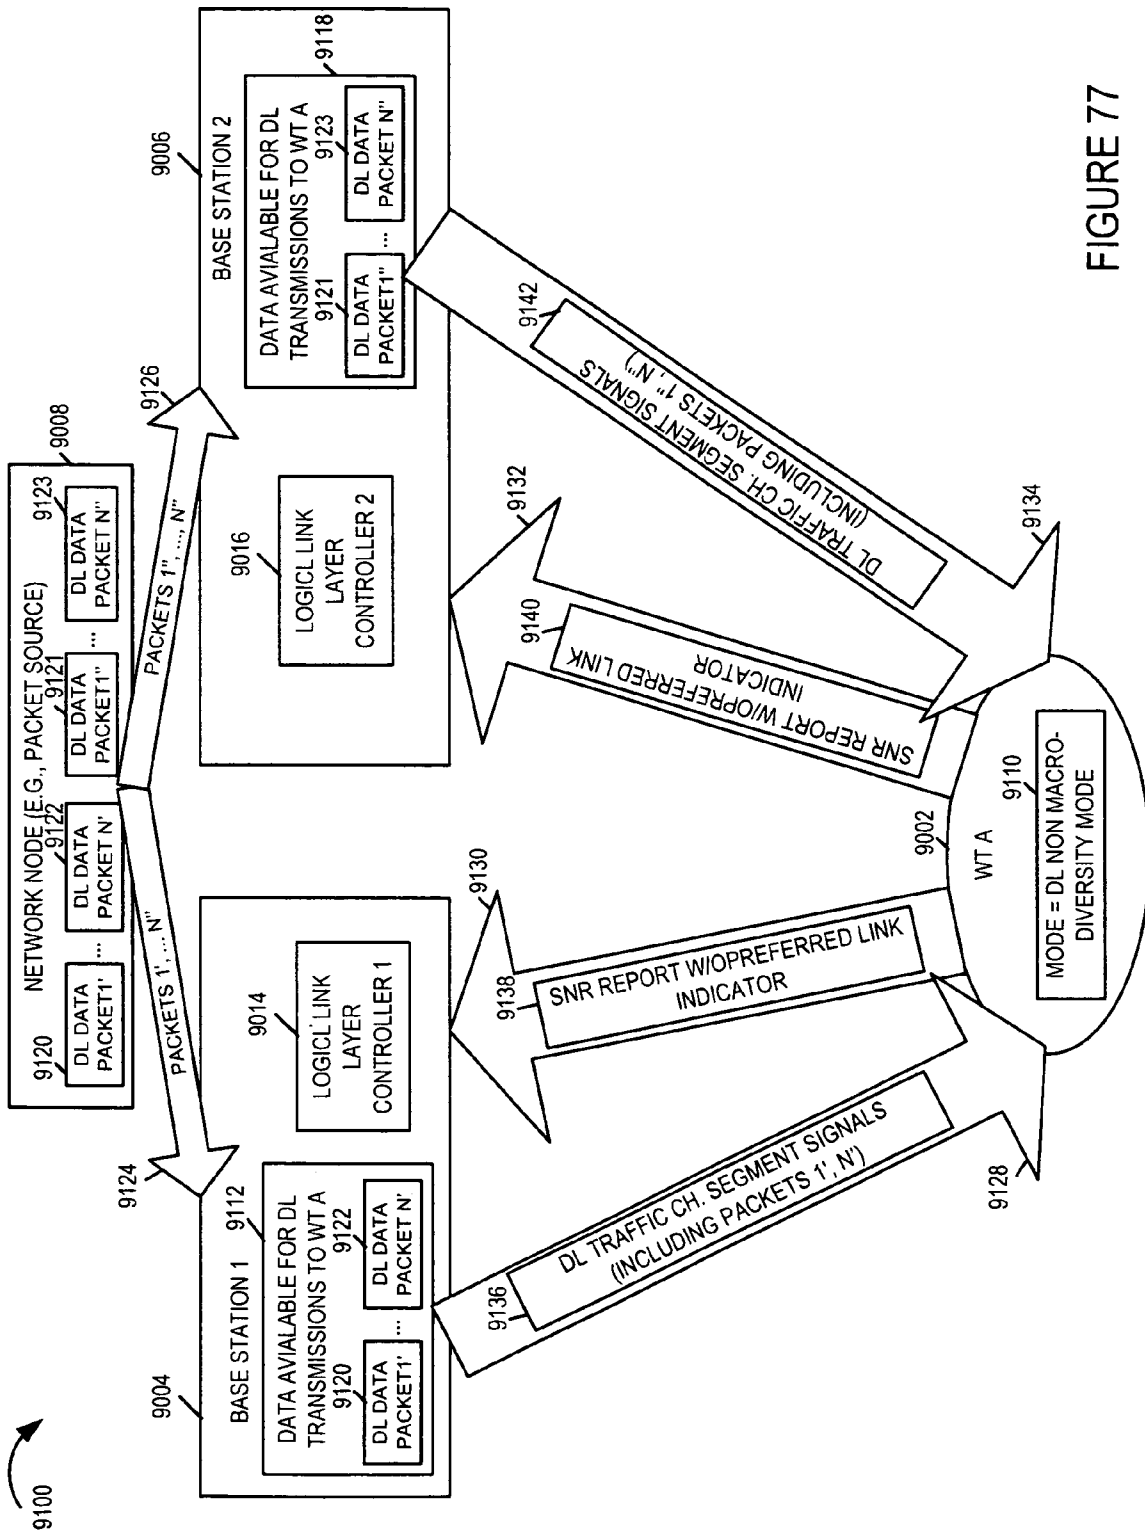 9100
9008
NETWORK NODE (E.G., PACKET SOURCE)
9120
9122
9121
9123
DL DATA
PACKET1'
...
DL DATA
PACKET N'
DL DATA
PACKET1"
...
DL DATA
PACKET N"
9124
PACKETS 1', ... N"
PACKETS 1", ..., N"
9126
9004
BASE STATION 1
9112
DATA AVIALABLE FOR DL
TRANSMISSIONS TO WT A
9120
9122
DL DATA
PACKET1'
...
DL DATA
PACKET N'
9014
LOGICL LINK
LAYER
CONTROLLER 1
9016
LOGICL LINK
LAYER
CONTROLLER 2
9006
BASE STATION 2
9118
DATA AVIALABLE FOR DL
TRANSMISSIONS TO WT A
9121
9123
DL DATA
PACKET1"
...
DL DATA
PACKET N"
9136
DL TRAFFIC CH. SEGMENT SIGNALS
(INCLUDING PACKETS 1', N')
9128
9130
9138
SNR REPORT W/OPREFERRED LINK
INDICATOR
9132
9140
SNR REPORT W/OPREFERRED LINK
INDICATOR
9142
DL TRAFFIC CH. SEGMENT SIGNALS
(INCLUDING PACKETS 1", N")
9134
9002
WT A
9110
MODE = DL NON MACRO-
DIVERSITY MODE
FIGURE 77